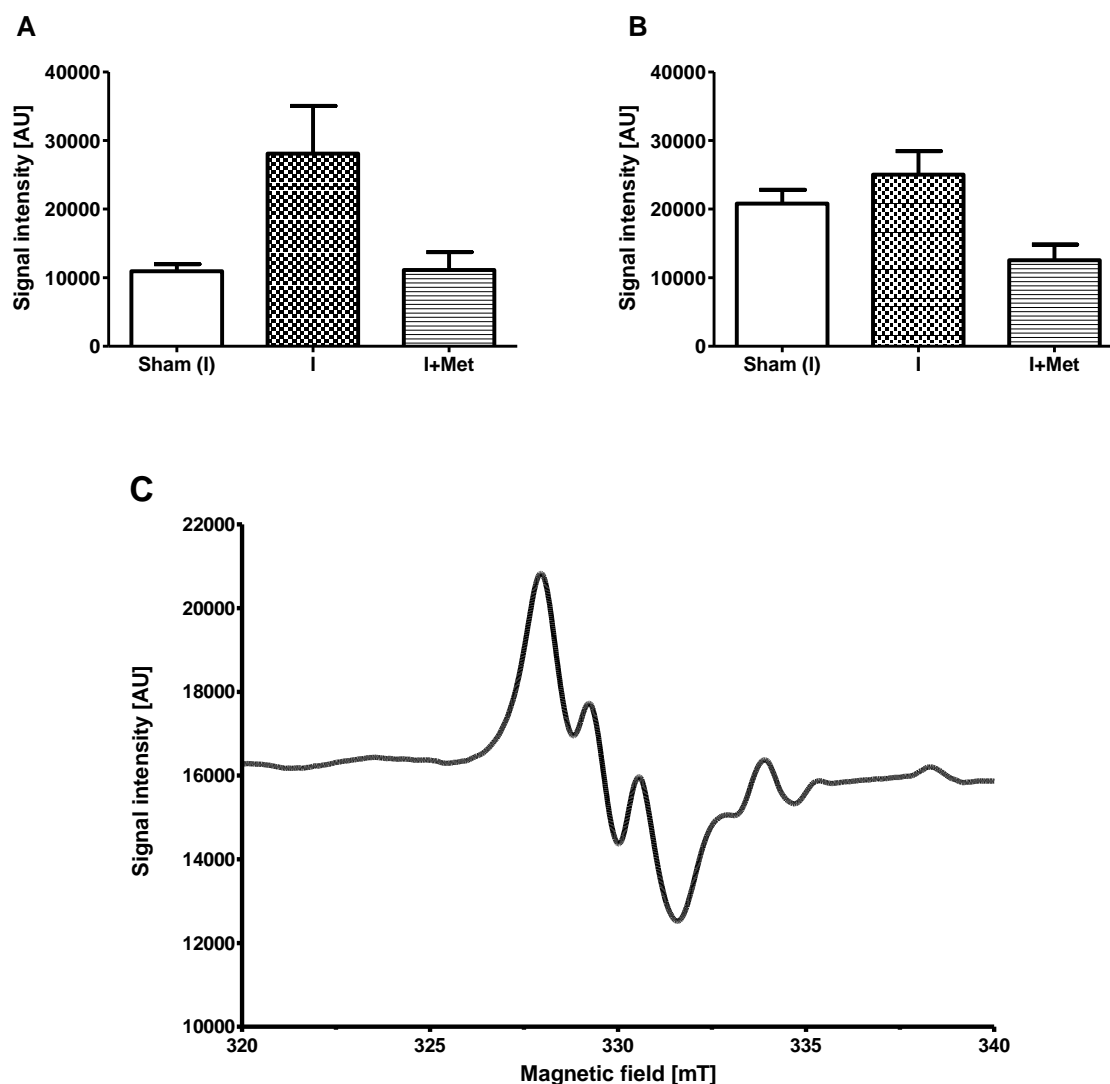 A
Signal intensity [AU]
40000
30000
20000
10000
0
Sham (I) I I+Met
B
Signal intensity [AU]
40000
30000
20000
10000
0
Sham (I) I I+Met
C
Signal intensity [AU]
22000
20000
18000
16000
14000
12000
10000
320 325 330 335 340
Magnetic field [mT]